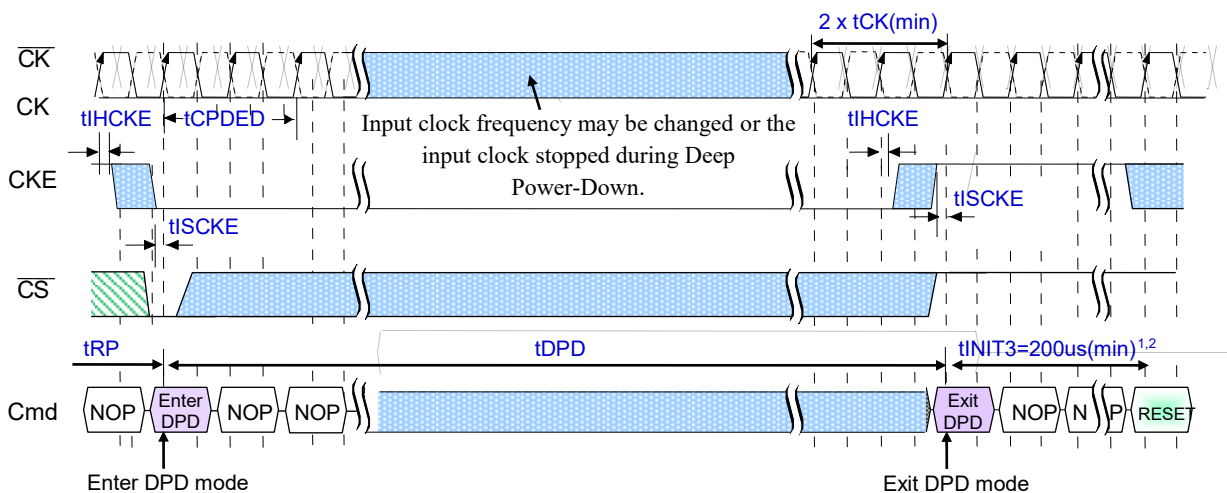 2 x tCK(min)
CK
CK
tIHCKE
tCPDED
Input clock frequency may be changed or the
input clock stopped during Deep
Power-Down.
tIHCKE
CKE
tISCKE
tISCKE
CS
tRP
tDPD
tINIT3=200us(min)1,2
Cmd
NOP
Enter
DPD
NOP
NOP
Exit
DPD
NOP
N
P
RESET
Enter DPD mode
Exit DPD mode